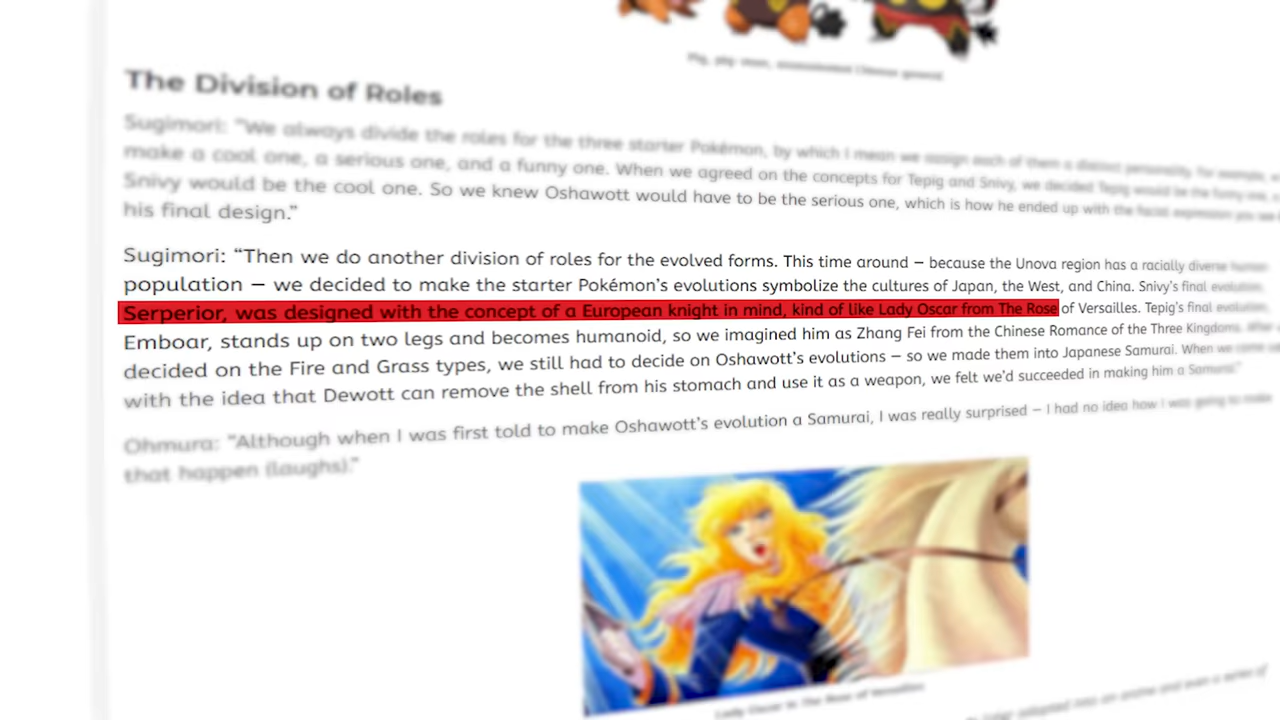 The Division of Roles
Sugimori: “We always divide the roles for the three starter Pokémon, by which I mean we assign each of them a distinct personality. For example,
make a cool one, a serious one, and a funny one. When we agreed on the concepts for Tepig and Snivy, we decided Tepig would be the funny one,
Snivy would be the cool one. So we knew Oshawott would have to be the serious one, which is how he ended up with the facial expression you see
his final design.”
Sugimori: “Then we do another division of roles for the evolved forms. This time around – because the Unova region has a racially diverse human
population – we decided to make the starter Pokémon’s evolutions symbolize the cultures of Japan, the West, and China. Snivy’s final evolution,
Serperior, was designed with the concept of a European knight in mind, kind of like Lady Oscar from The Rose of Versailles. Tepig’s final evolution,
Emboar, stands up on two legs and becomes humanoid, so we imagined him as Zhang Fei from the Chinese Romance of the Three Kingdoms. After
decided on the Fire and Grass types, we still had to decide on Oshawott’s evolutions – so we made them into Japanese Samurai. When we came
with the idea that Dewott can remove the shell from his stomach and use it as a weapon, we felt we’d succeeded in making him a Samurai.”
Ohmura: “Although when I was first told to make Oshawott’s evolution a Samurai, I was really surprised – I had no idea how I was going to make
that happen (laughs).”
Lady Oscar in The Rose of Versailles